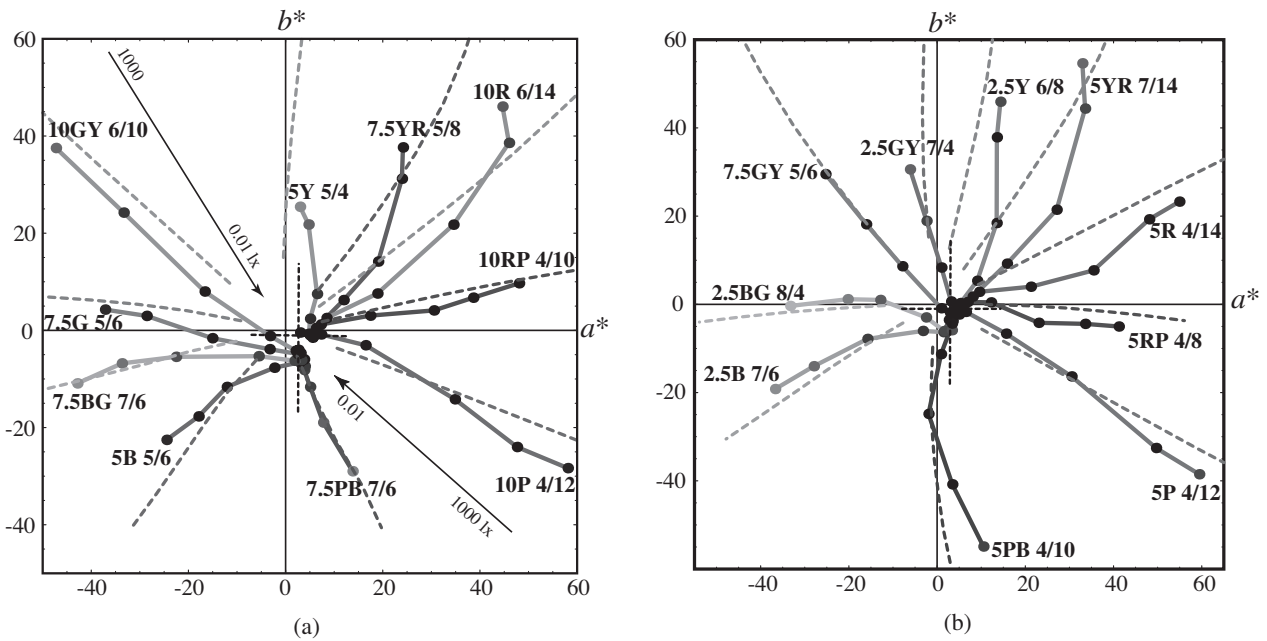 b*
60
40
20
0
-20
-40
-40
-20
0
20
40
60
a*
1000
0.01 lx
0.01
1000 lx
10GY 6/10
5Y 5/4
7.5YR 5/8
10R 6/14
10RP 4/10
7.5G 5/6
7.5BG 7/6
5B 5/6
7.5PB 7/6
10P 4/12
(a)
b*
60
40
20
0
-20
-40
-40
-20
0
20
40
60
a*
7.5GY 5/6
2.5GY 7/4
2.5Y 6/8
5YR 7/14
5R 4/14
2.5BG 8/4
5RP 4/8
2.5B 7/6
5P 4/12
5PB 4/10
(b)